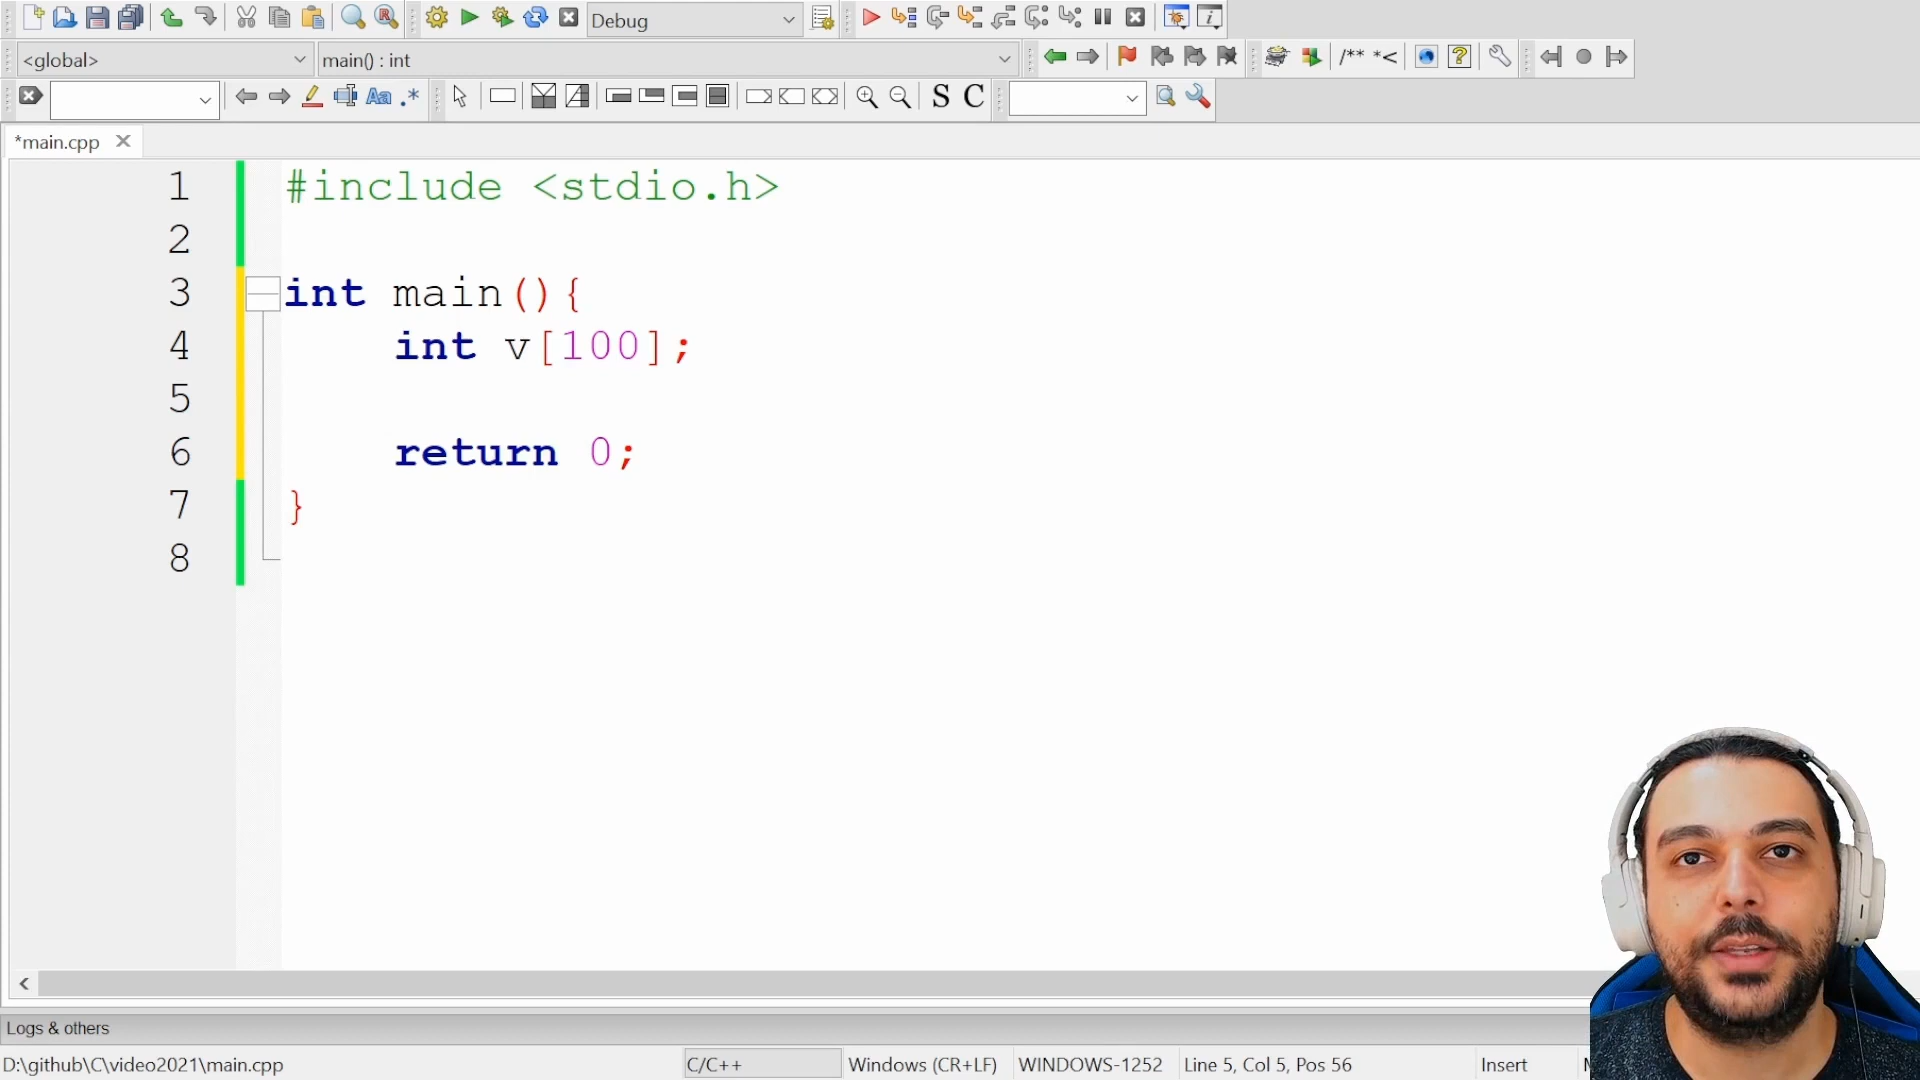 Debug
<global>
main() : int
/** *<
Aa .*
S C
*main.cpp
1 #include <stdio.h>
2
3 int main(){
4 int v[100];
5
6 return 0;
7 }
8
Logs & others
D:\github\C\video2021\main.cpp C/C++ Windows (CR+LF) WINDOWS-1252 Line 5, Col 5, Pos 56 Insert